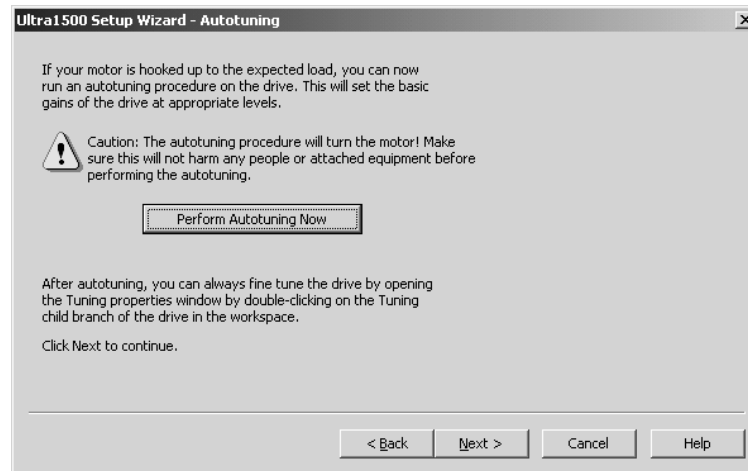 Ultra1500 Setup Wizard - Autotuning
If your motor is hooked up to the expected load, you can now
run an autotuning procedure on the drive. This will set the basic
gains of the drive at appropriate levels.
Caution: The autotuning procedure will turn the motor! Make
sure this will not harm any people or attached equipment before
performing the autotuning.
Perform Autotuning Now
After autotuning, you can always fine tune the drive by opening
the Tuning properties window by double-clicking on the Tuning
child branch of the drive in the workspace.
Click Next to continue.
< Back
Next >
Cancel
Help